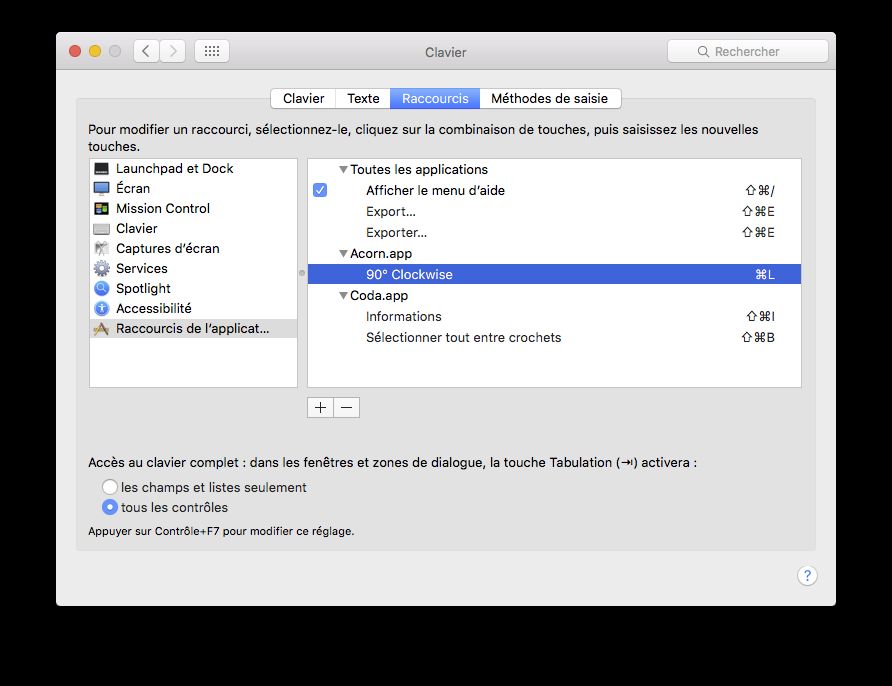 Clavier
Rechercher
Clavier
Texte
Raccourcis
Méthodes de saisie
Pour modifier un raccourci, sélectionnez-le, cliquez sur la combinaison de touches, puis saisissez les nouvelles
touches.
Launchpad et Dock
Écran
Mission Control
Clavier
Captures d’écran
Services
Spotlight
Accessibilité
Raccourcis de l’applicat…
Toutes les applications
Afficher le menu d’aide ⇧⌘/
Export... ⇧⌘E
Exporter… ⇧⌘E
Acorn.app
90° Clockwise ⌘L
Coda.app
Informations ⇧⌘I
Sélectionner tout entre crochets ⇧⌘B
Accès au clavier complet : dans les fenêtres et zones de dialogue, la touche Tabulation (⇥) activera :
les champs et listes seulement
tous les contrôles
Appuyer sur Contrôle+F7 pour modifier ce réglage.
?